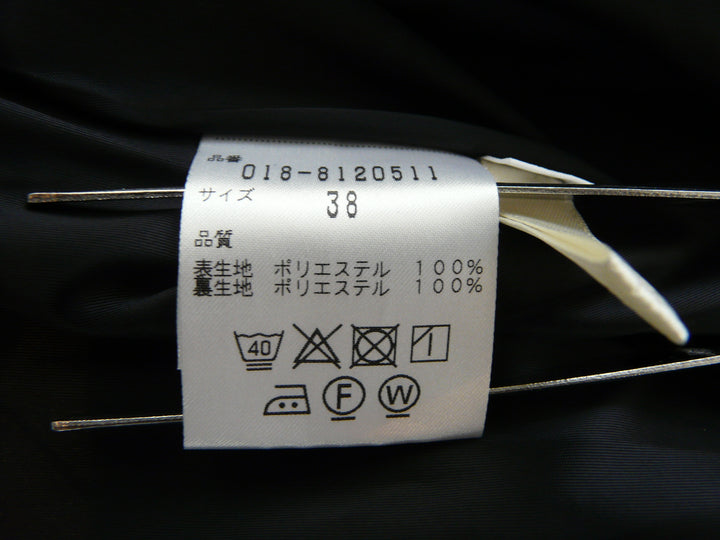 品番
018-8120511
サイズ 38
品質
表生地 ポリエステル 100%
裏生地 ポリエステル 100%
40
F W